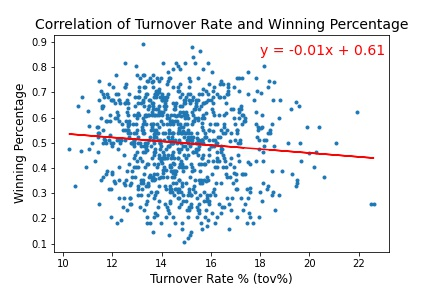 Correlation of Turnover Rate and Winning Percentage
y = -0.01x + 0.61
Winning Percentage
0.9
0.8
0.7
0.6
0.5
0.4
0.3
0.2
0.1
10 12 14 16 18 20 22
Turnover Rate % (tov%)